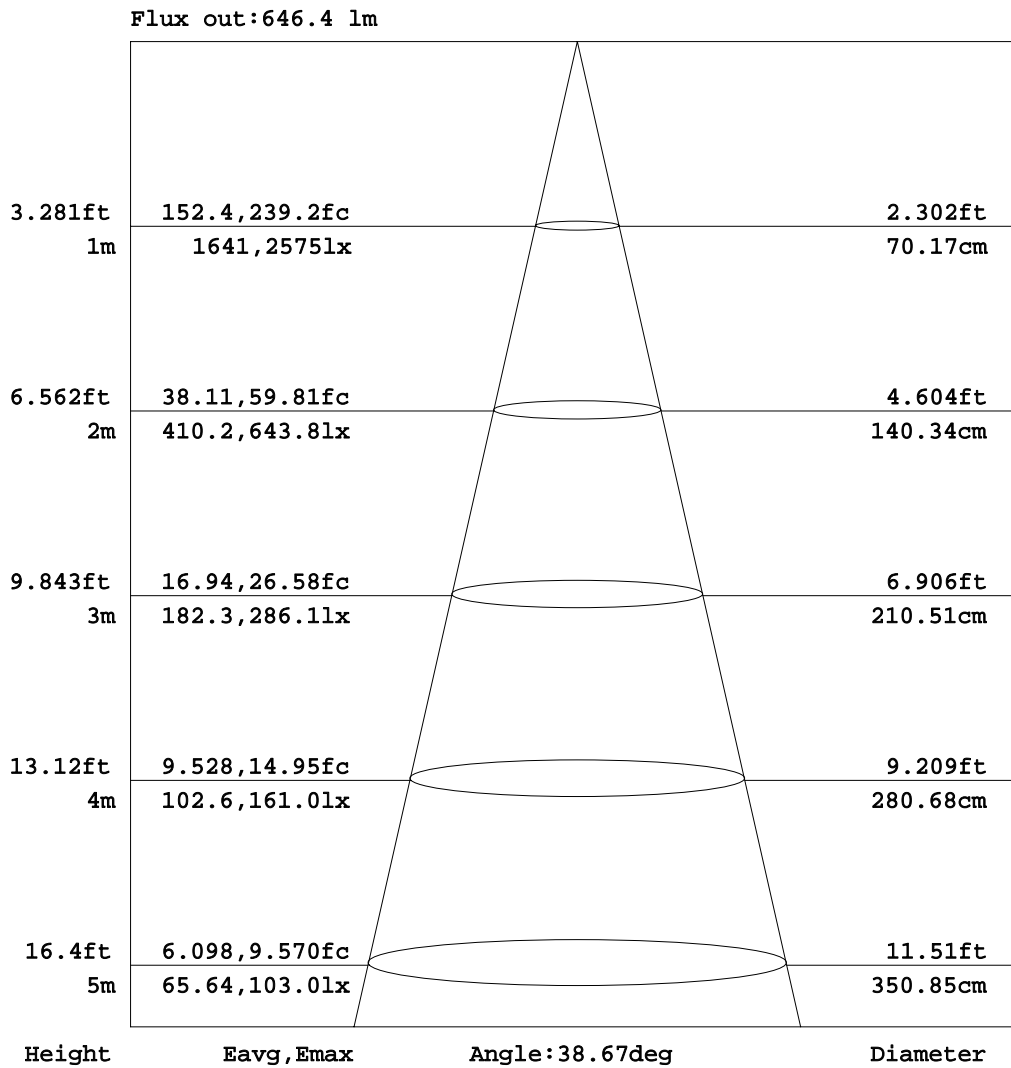 Flux out:646.4 lm
3.281ft 152.4,239.2fc 2.302ft
1m 1641,2575lx 70.17cm
6.562ft 38.11,59.81fc 4.604ft
2m 410.2,643.8lx 140.34cm
9.843ft 16.94,26.58fc 6.906ft
3m 182.3,286.1lx 210.51cm
13.12ft 9.528,14.95fc 9.209ft
4m 102.6,161.0lx 280.68cm
16.4ft 6.098,9.570fc 11.51ft
5m 65.64,103.0lx 350.85cm
Height Eavg,Emax Angle:38.67deg Diameter